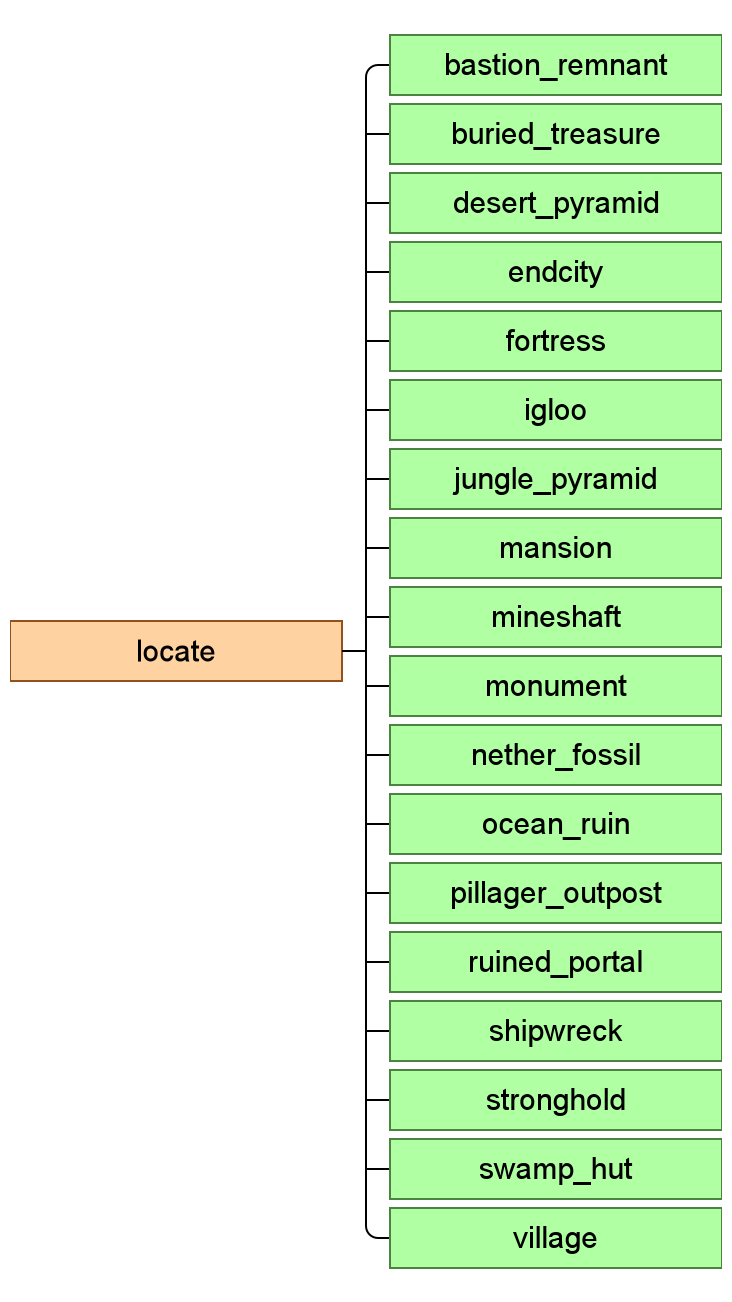 bastion_remnant
buried_treasure
desert_pyramid
endcity
fortress
igloo
jungle_pyramid
mansion
mineshaft
locate
monument
nether_fossil
ocean_ruin
pillager_outpost
ruined_portal
shipwreck
stronghold
swamp_hut
village